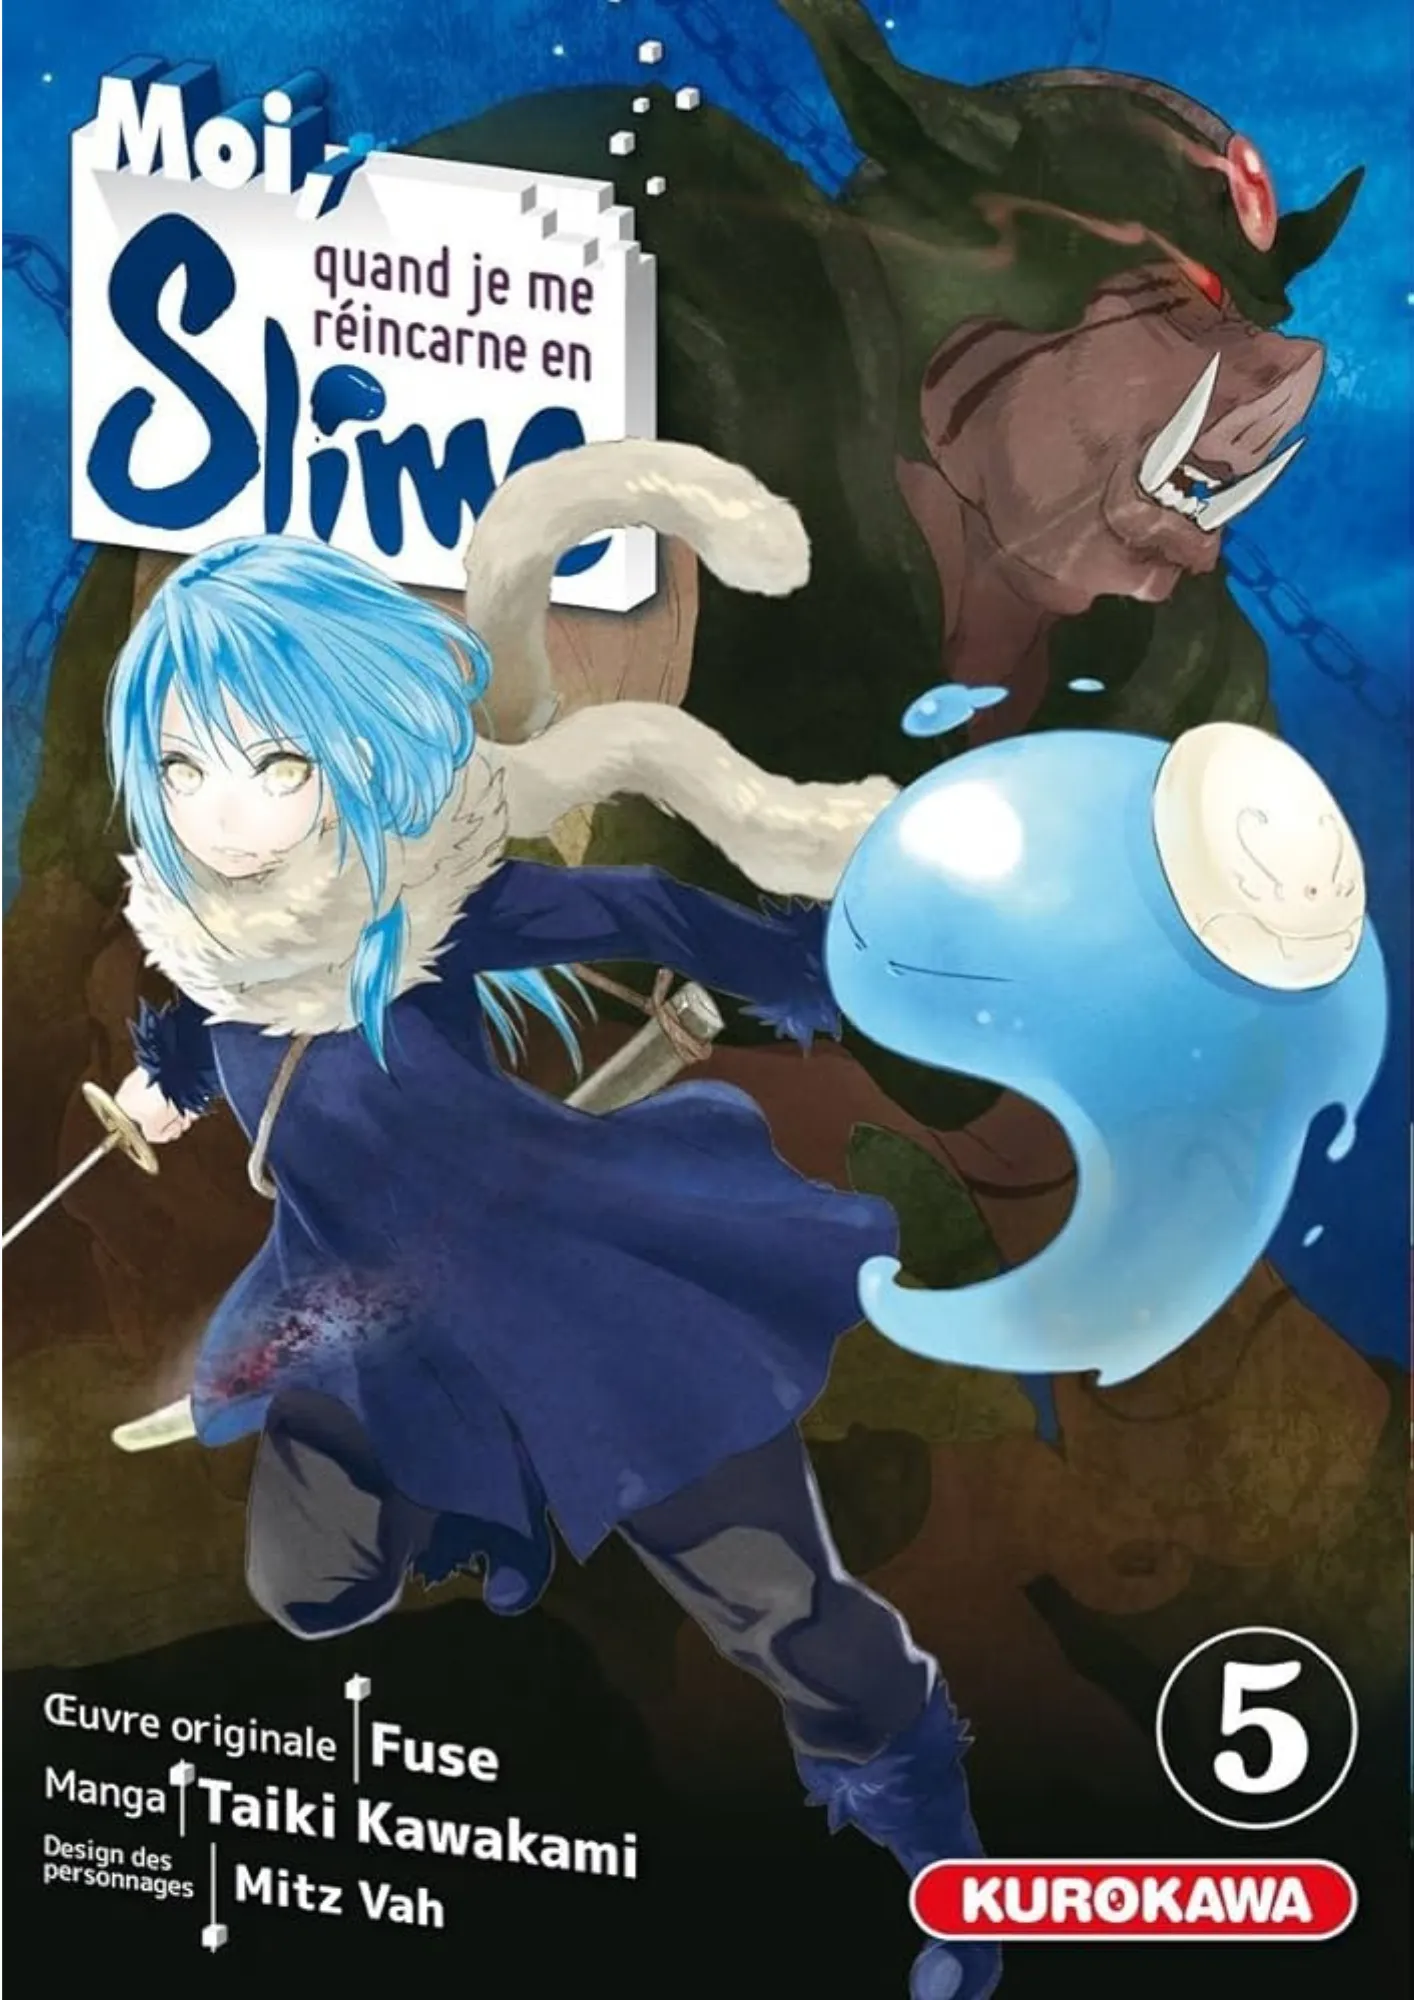 Moi,
quand je me
réincarne en
Slime
Œuvre originale Fuse
Manga Taiki Kawakami
Design des
personnages Mitz Vah
5
KUROKAWA